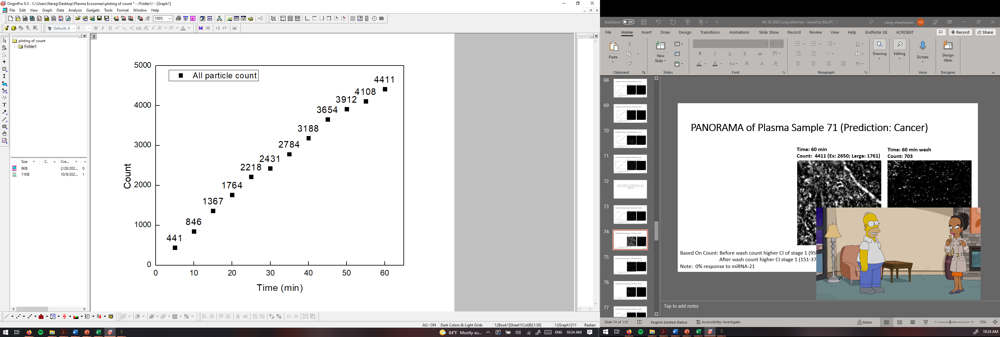 OriginPro 8.5 - C:\Users\Nareg\Desktop\Plasma Exosomes\ploting of count * - /Folder1/ - [Graph1]
File Edit View Graph Data Analysis Gadgets Tools Format Window Help
100%
Default: A 0
ploting of count
Folder1
Size C. Cre...
8KB 2/28/202... 0
11KB 10/9/202... 1
1
All particle count
5000
4000
3000
2000
1000
0
Count
441
846
1367
1764
2218
2431
2784
3188
3654
3912
4108
4411
0 10 20 30 40 50 60
Time (min)
AU : ON Dark Colors & Light Grids 1:[Book1]Sheet1!Col(B)[1:30] 1:[Graph1]1!1 Radian
84°F Mostly su... ENG 10:24 AM
AutoSave Off
04-20-2022 lung blind tes • Saved to this PC
nareg ohannesian NO
File Home Insert Draw Design Transitions Animations Slide Show Record Review View Help EndNote X8 ACROBAT
Record Share
Paste
New Slide
18
Drawing Editing Dictate Design Ideas
Clipboard Slides Font Paragraph Voice Designer
68
69
70
71
72
73
74
75
76
77
PANORAMA of Plasma Sample 71 (Prediction: Cancer)
Time: 60 min
Count: 4411 (Ex: 2650; Large: 1761)
Time: 60 min wash
Count: 703
Based On Count: Before wash count higher CI of stage 1 (95
After wash count higher CI stage 1 (151-37
Note: 0% response to miRNA-21
Tap to add notes
Slide 74 of 110 English (United States) Accessibility: Investigate Notes 75%
10:24 AM